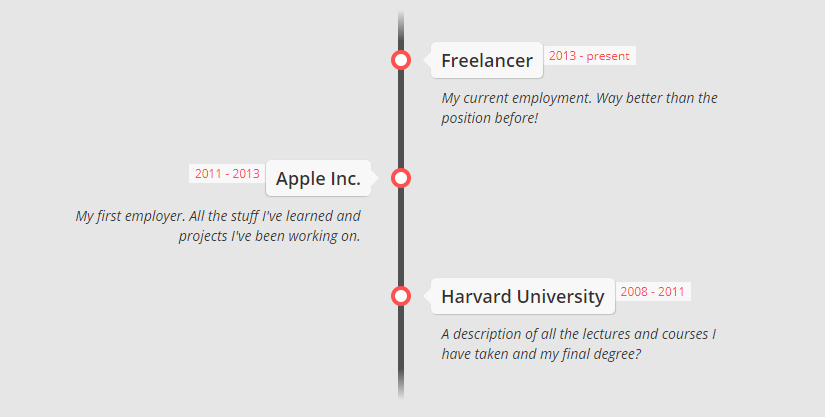 Freelancer 2013 - present
My current employment. Way better than the
position before!
2011 - 2013 Apple Inc.
My first employer. All the stuff I've learned and
projects I've been working on.
Harvard University 2008 - 2011
A description of all the lectures and courses I
have taken and my final degree?